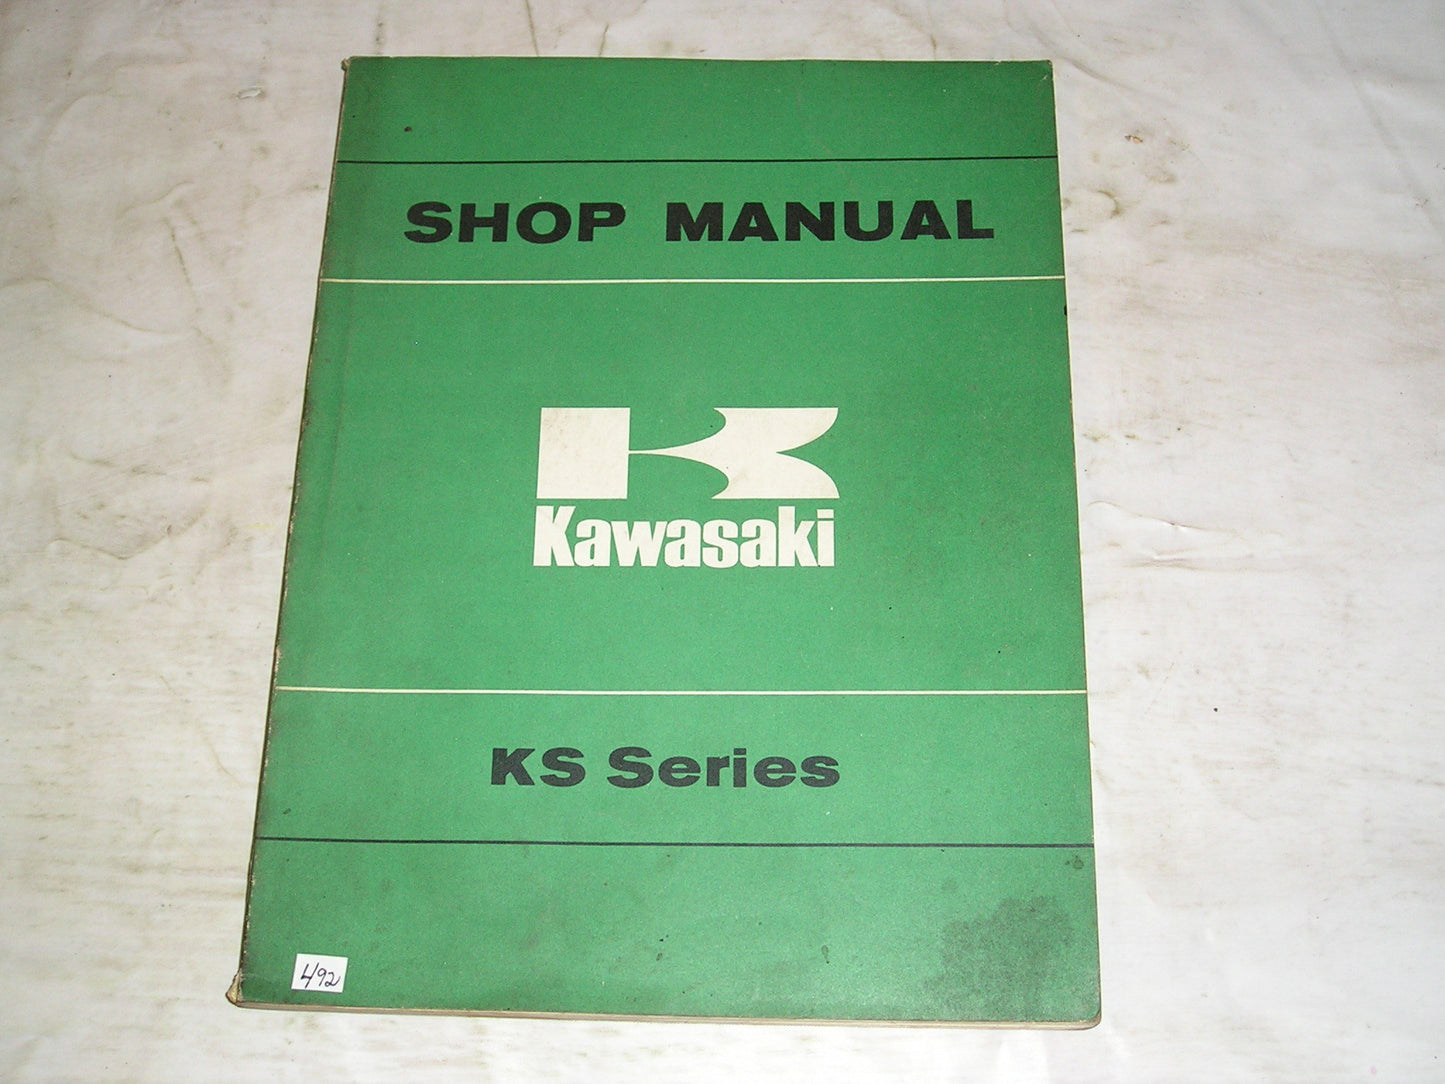 SHOP MANUAL
Kawasaki
KS Series
492